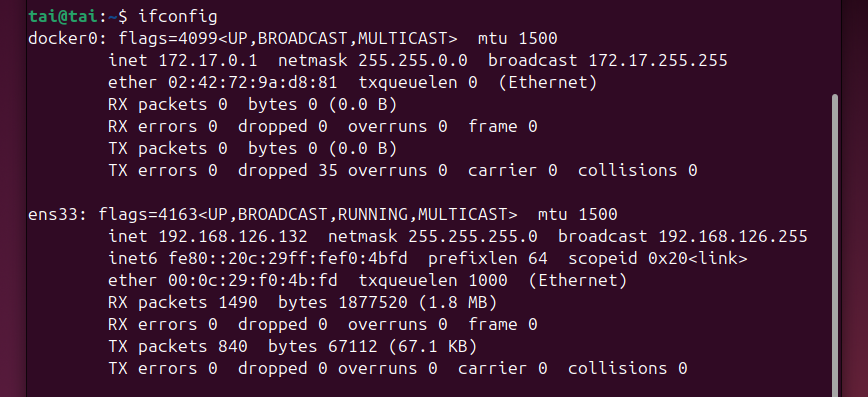 tai@tai:~$ ifconfig
docker0: flags=4099<UP,BROADCAST,MULTICAST>  mtu 1500
        inet 172.17.0.1  netmask 255.255.0.0  broadcast 172.17.255.255
        ether 02:42:72:9a:d8:81  txqueuelen 0  (Ethernet)
        RX packets 0  bytes 0 (0.0 B)
        RX errors 0  dropped 0  overruns 0  frame 0
        TX packets 0  bytes 0 (0.0 B)
        TX errors 0  dropped 35 overruns 0  carrier 0  collisions 0

ens33: flags=4163<UP,BROADCAST,RUNNING,MULTICAST>  mtu 1500
        inet 192.168.126.132  netmask 255.255.255.0  broadcast 192.168.126.255
        inet6 fe80::20c:29ff:fef0:4bfd  prefixlen 64  scopeid 0x20<link>
        ether 00:0c:29:f0:4b:fd  txqueuelen 1000  (Ethernet)
        RX packets 1490  bytes 1877520 (1.8 MB)
        RX errors 0  dropped 0  overruns 0  frame 0
        TX packets 840  bytes 67112 (67.1 KB)
        TX errors 0  dropped 0 overruns 0  carrier 0  collisions 0